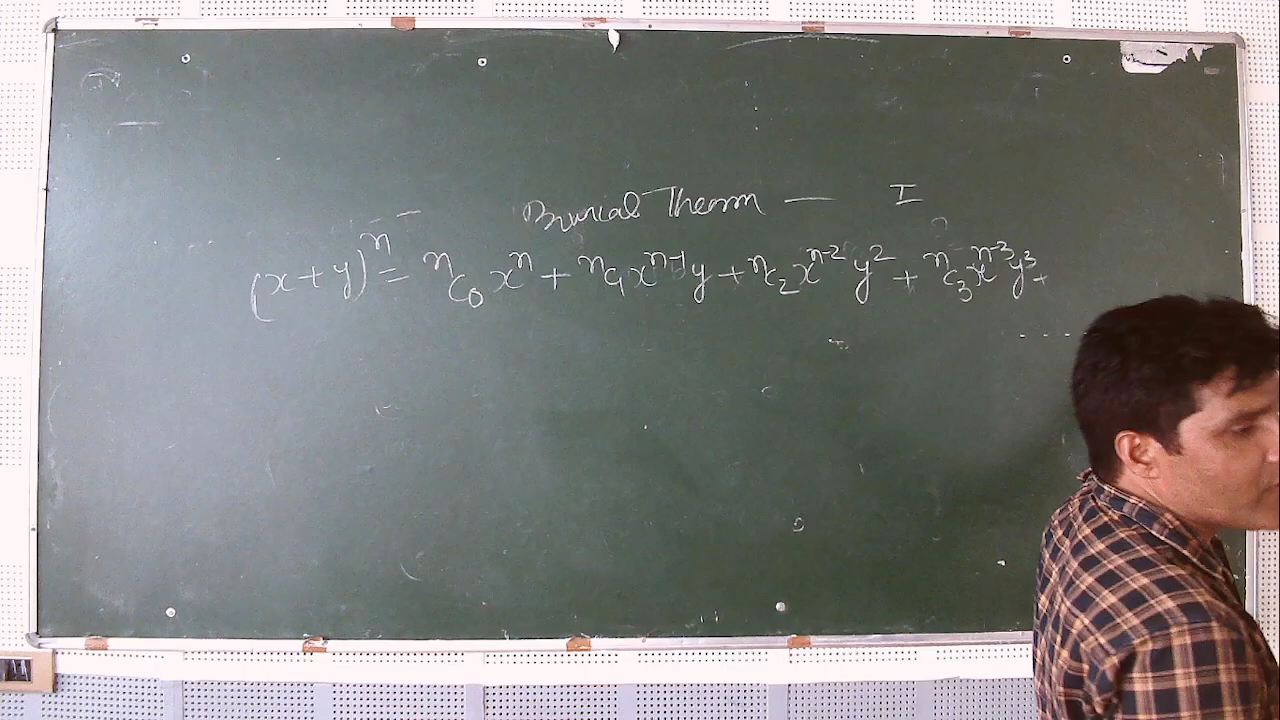 Binomial Theorem — I
(x+y)ⁿ = ⁿC₀ xⁿ + ⁿC₁ xⁿ⁻¹y + ⁿC₂ xⁿ⁻² y² + ⁿC₃ xⁿ⁻³ y³ +
- - - -